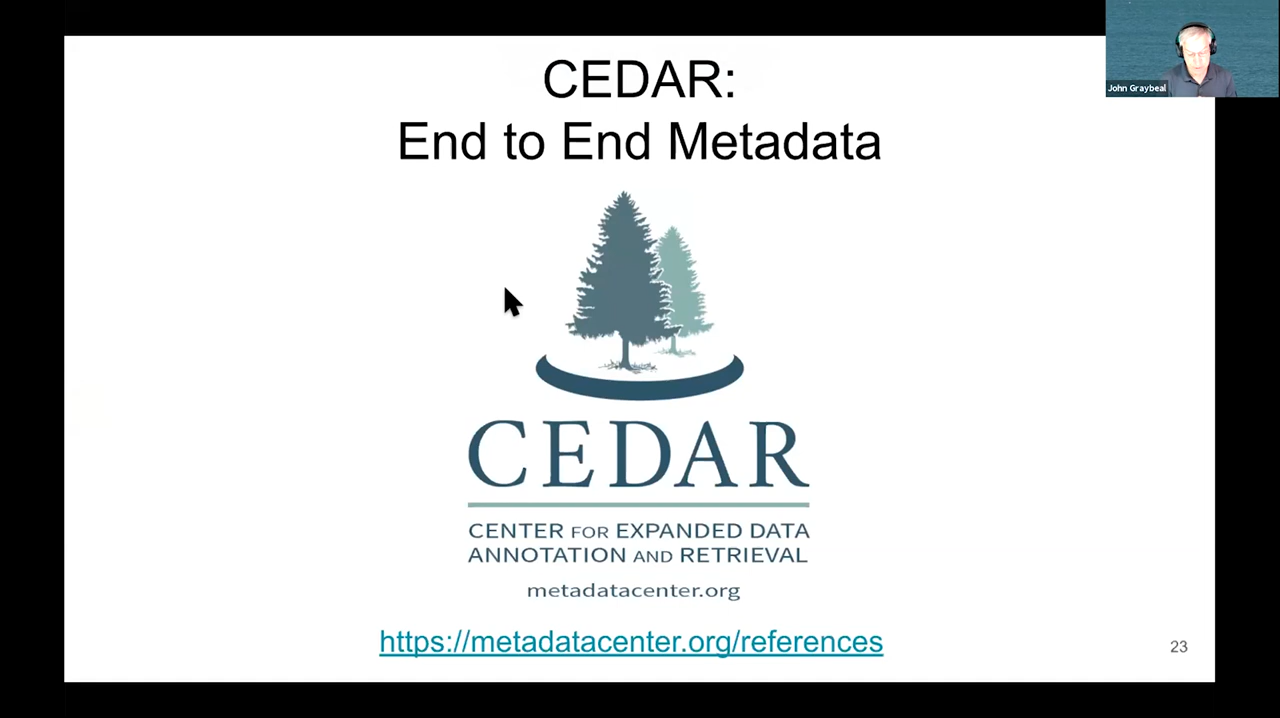 CEDAR:
End to End Metadata
John Graybeal
CEDAR
CENTER FOR EXPANDED DATA
ANNOTATION AND RETRIEVAL
metadatacenter.org
https://metadatacenter.org/references
23